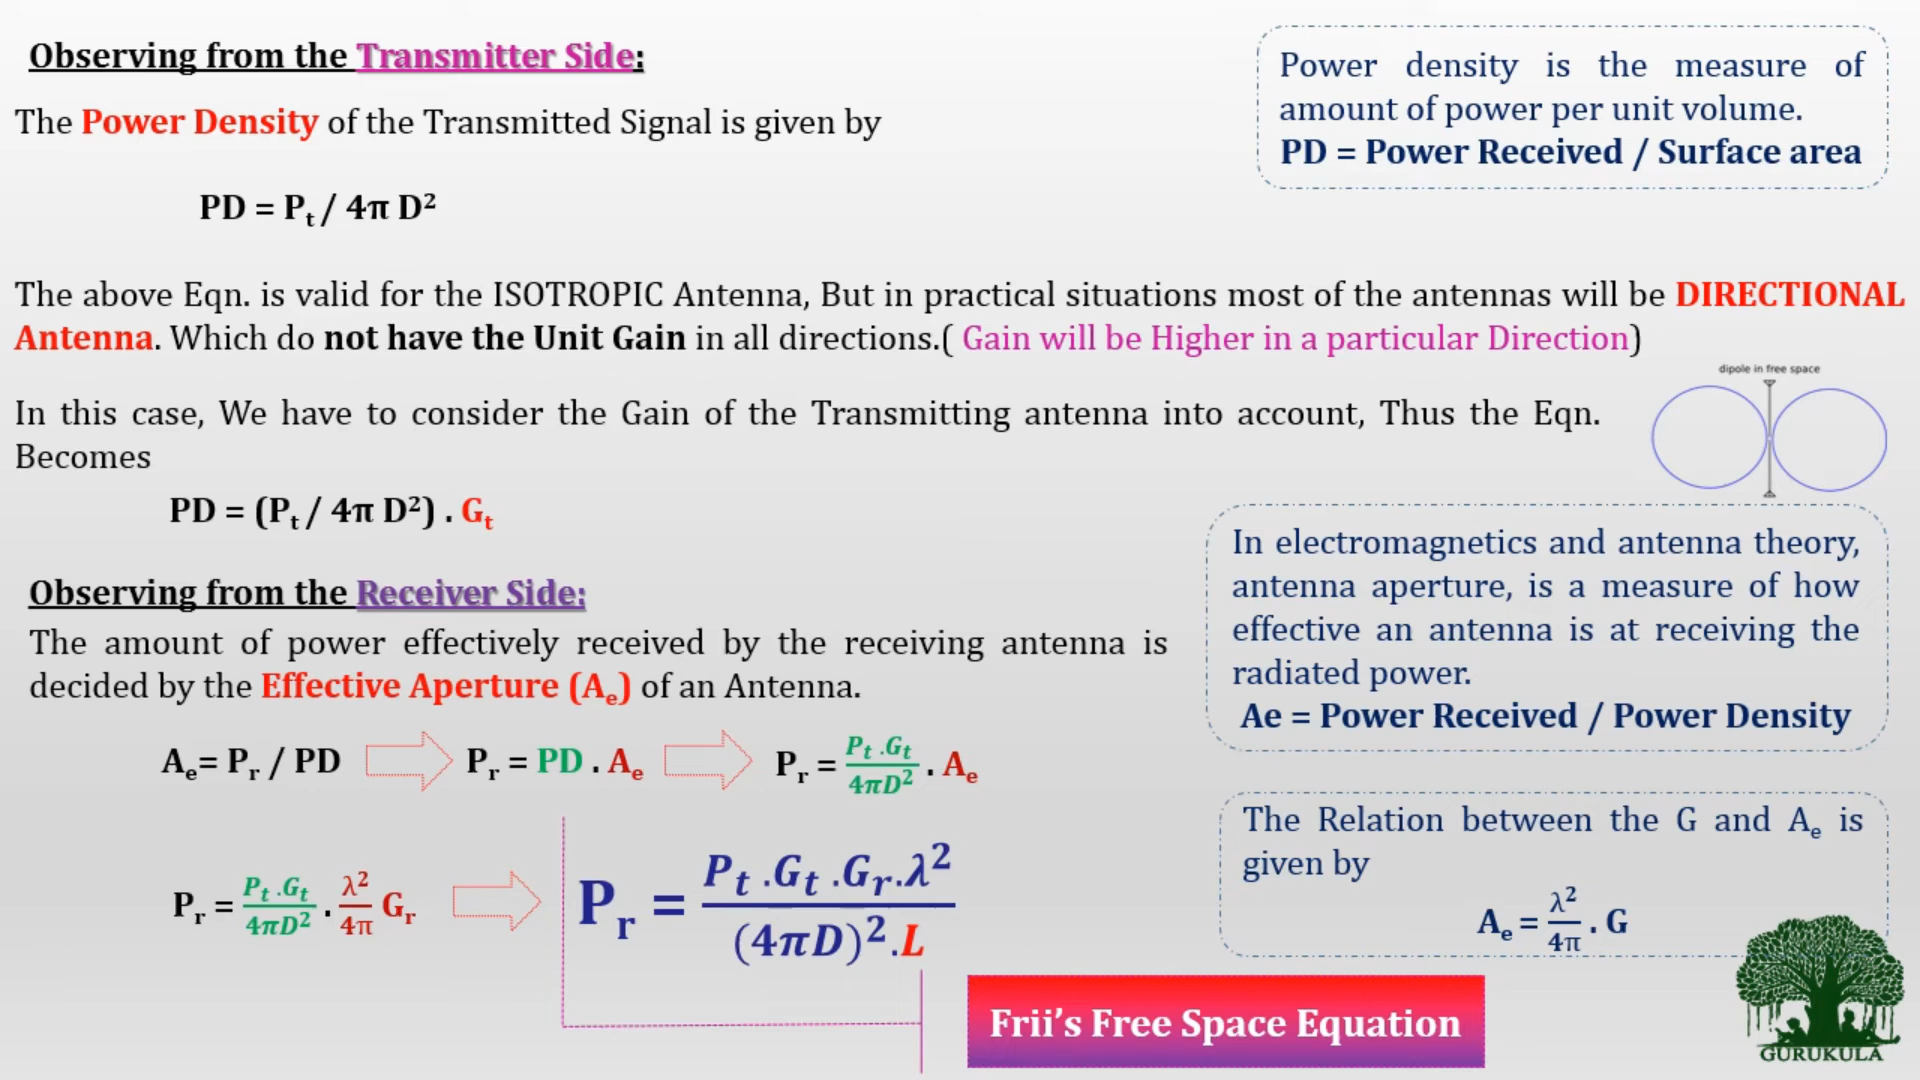 Observing from the Transmitter Side:
The Power Density of the Transmitted Signal is given by
PD = Pₜ / 4π D²
Power density is the measure of
amount of power per unit volume.
PD = Power Received / Surface area
The above Eqn. is valid for the ISOTROPIC Antenna, But in practical situations most of the antennas will be DIRECTIONAL
Antenna. Which do not have the Unit Gain in all directions.( Gain will be Higher in a particular Direction)
dipole in free space
In this case, We have to consider the Gain of the Transmitting antenna into account, Thus the Eqn.
Becomes
PD = (Pₜ / 4π D²) . Gₜ
Observing from the Receiver Side:
The amount of power effectively received by the receiving antenna is
decided by the Effective Aperture (Aₑ) of an Antenna.
In electromagnetics and antenna theory,
antenna aperture, is a measure of how
effective an antenna is at receiving the
radiated power.
Ae = Power Received / Power Density
Aₑ= Pᵣ / PD
Pᵣ = PD . Aₑ
Pᵣ = Pₜ .Gₜ / 4πD² . Aₑ
Pᵣ = Pₜ .Gₜ / 4πD² . λ² / 4π Gᵣ
Pᵣ = Pₜ .Gₜ .Gᵣ.λ² / (4πD)².L
The Relation between the G and Aₑ is
given by
Aₑ = λ² / 4π . G
Frii's Free Space Equation
GURUKULA